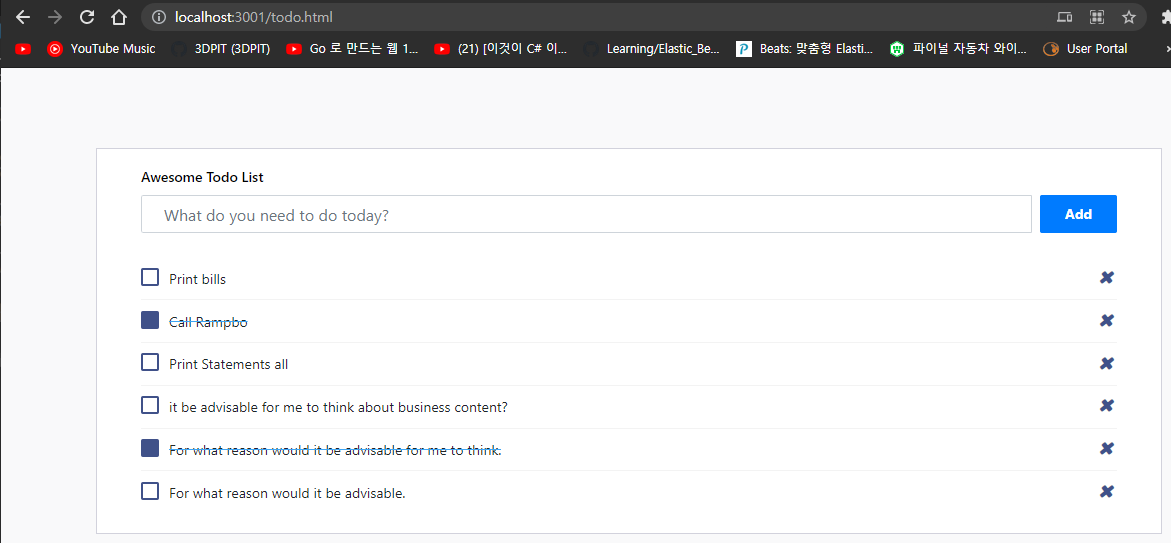 localhost:3001/todo.html
YouTube Music 3DPIT (3DPIT) Go 로 만드는 웹 1... (21) [이것이 C# 이... Learning/Elastic_Be... Beats: 맞춤형 Elasti... 파이널 자동차 와이... User Portal
Awesome Todo List
What do you need to do today?
Add
Print bills
Call Rampbo
Print Statements all
it be advisable for me to think about business content?
For what reason would it be advisable for me to think.
For what reason would it be advisable.